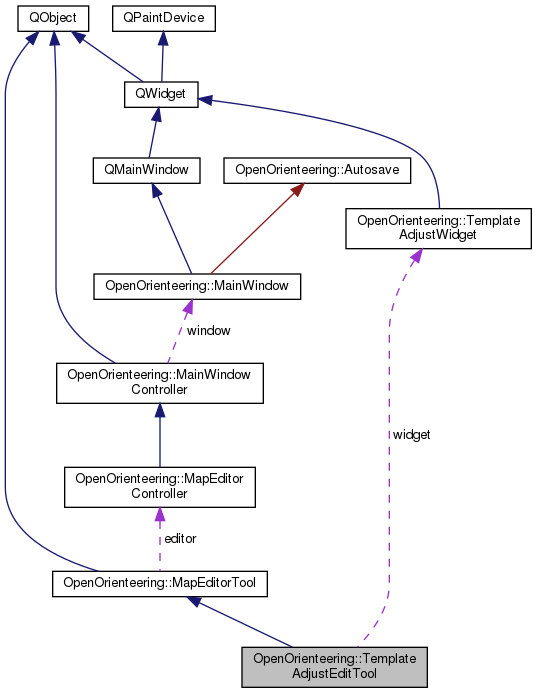 QObject
QPaintDevice
QWidget
QMainWindow
OpenOrienteering::Autosave
OpenOrienteering::Template
AdjustWidget
OpenOrienteering::MainWindow
window
OpenOrienteering::MainWindow
Controller
widget
OpenOrienteering::MapEditor
Controller
editor
OpenOrienteering::MapEditorTool
OpenOrienteering::Template
AdjustEditTool